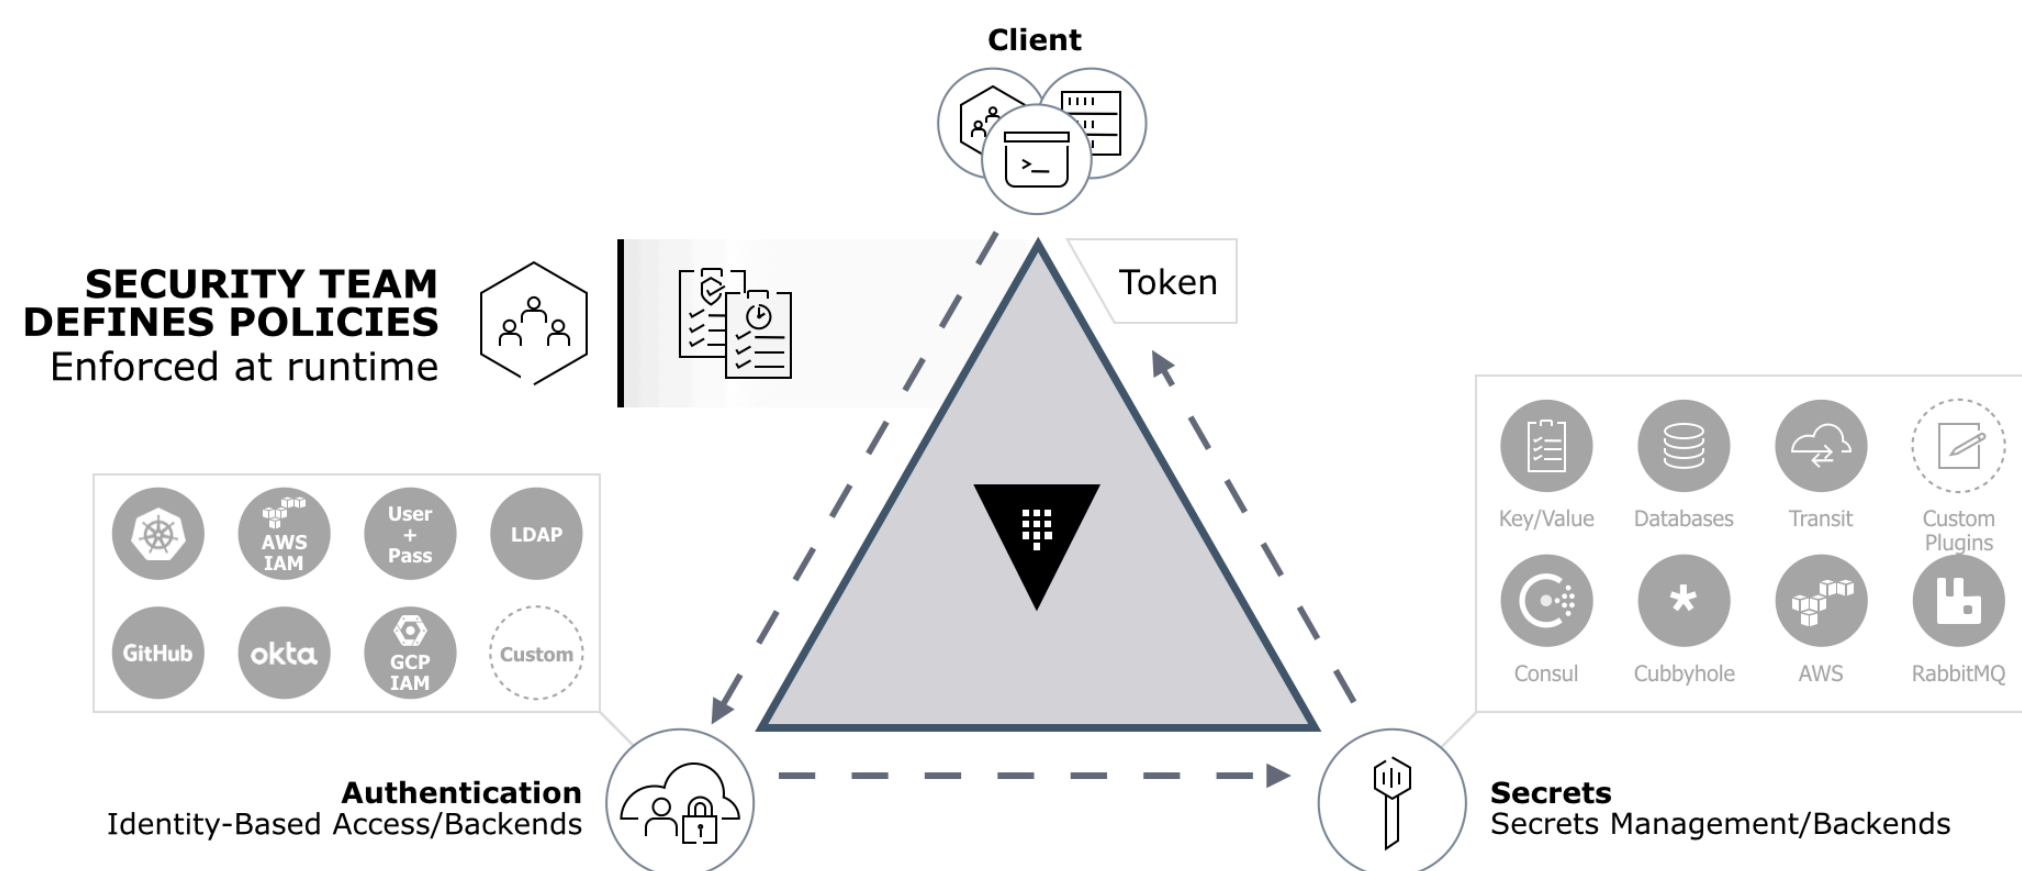 Client
SECURITY TEAM
DEFINES POLICIES
Enforced at runtime
Token
AWS
IAM
User
+
Pass
LDAP
GitHub
okta
GCP
IAM
Custom
Key/Value
Databases
Transit
Custom
Plugins
Consul
Cubbyhole
AWS
RabbitMQ
Authentication
Identity-Based Access/Backends
Secrets
Secrets Management/Backends